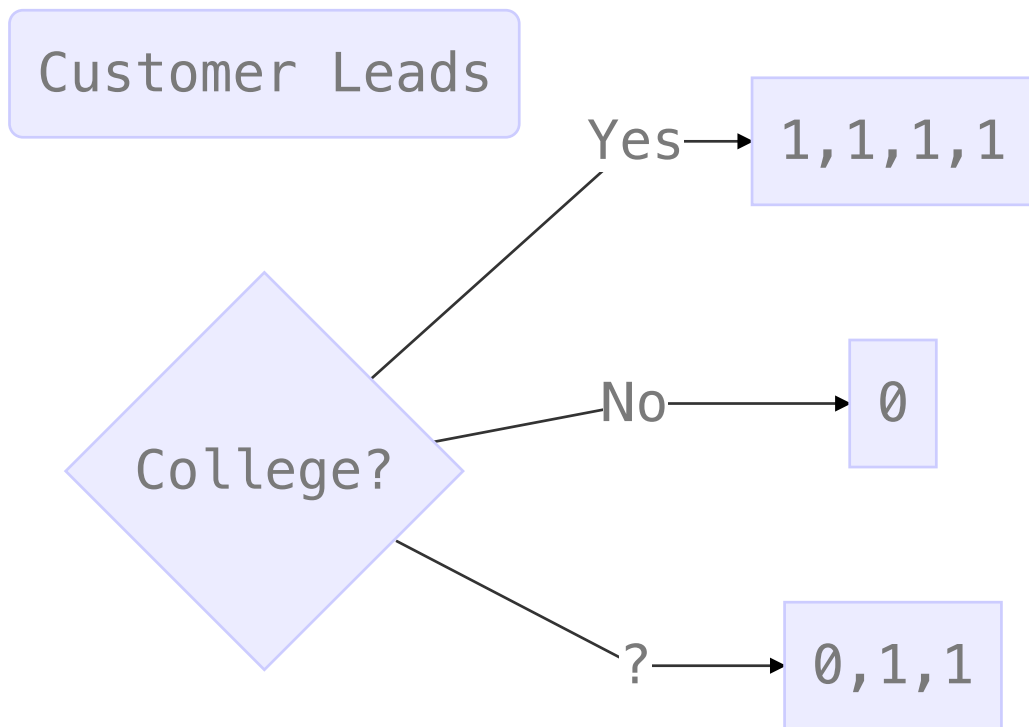 Customer Leads
Yes
1,1,1,1
No
0
College?
?
0,1,1